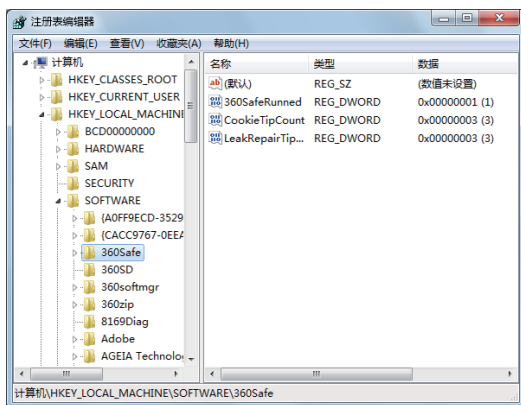 注册表编辑器
文件(F) 编辑(E) 查看(V) 收藏夹(A) 帮助(H)
计算机
HKEY_CLASSES_ROOT
HKEY_CURRENT_USER
HKEY_LOCAL_MACHINE
BCD00000000
HARDWARE
SAM
SECURITY
SOFTWARE
{A0FF9ECD-3529
{CACC9767-0EEA
360Safe
360SD
360softmgr
360zip
8169Diag
Adobe
AGEIA Technolo
名称 类型 数据
(默认) REG_SZ (数值未设置)
360SafeRunned REG_DWORD 0x00000001 (1)
CookieTipCount REG_DWORD 0x00000003 (3)
LeakRepairTip... REG_DWORD 0x00000003 (3)
计算机\HKEY_LOCAL_MACHINE\SOFTWARE\360Safe